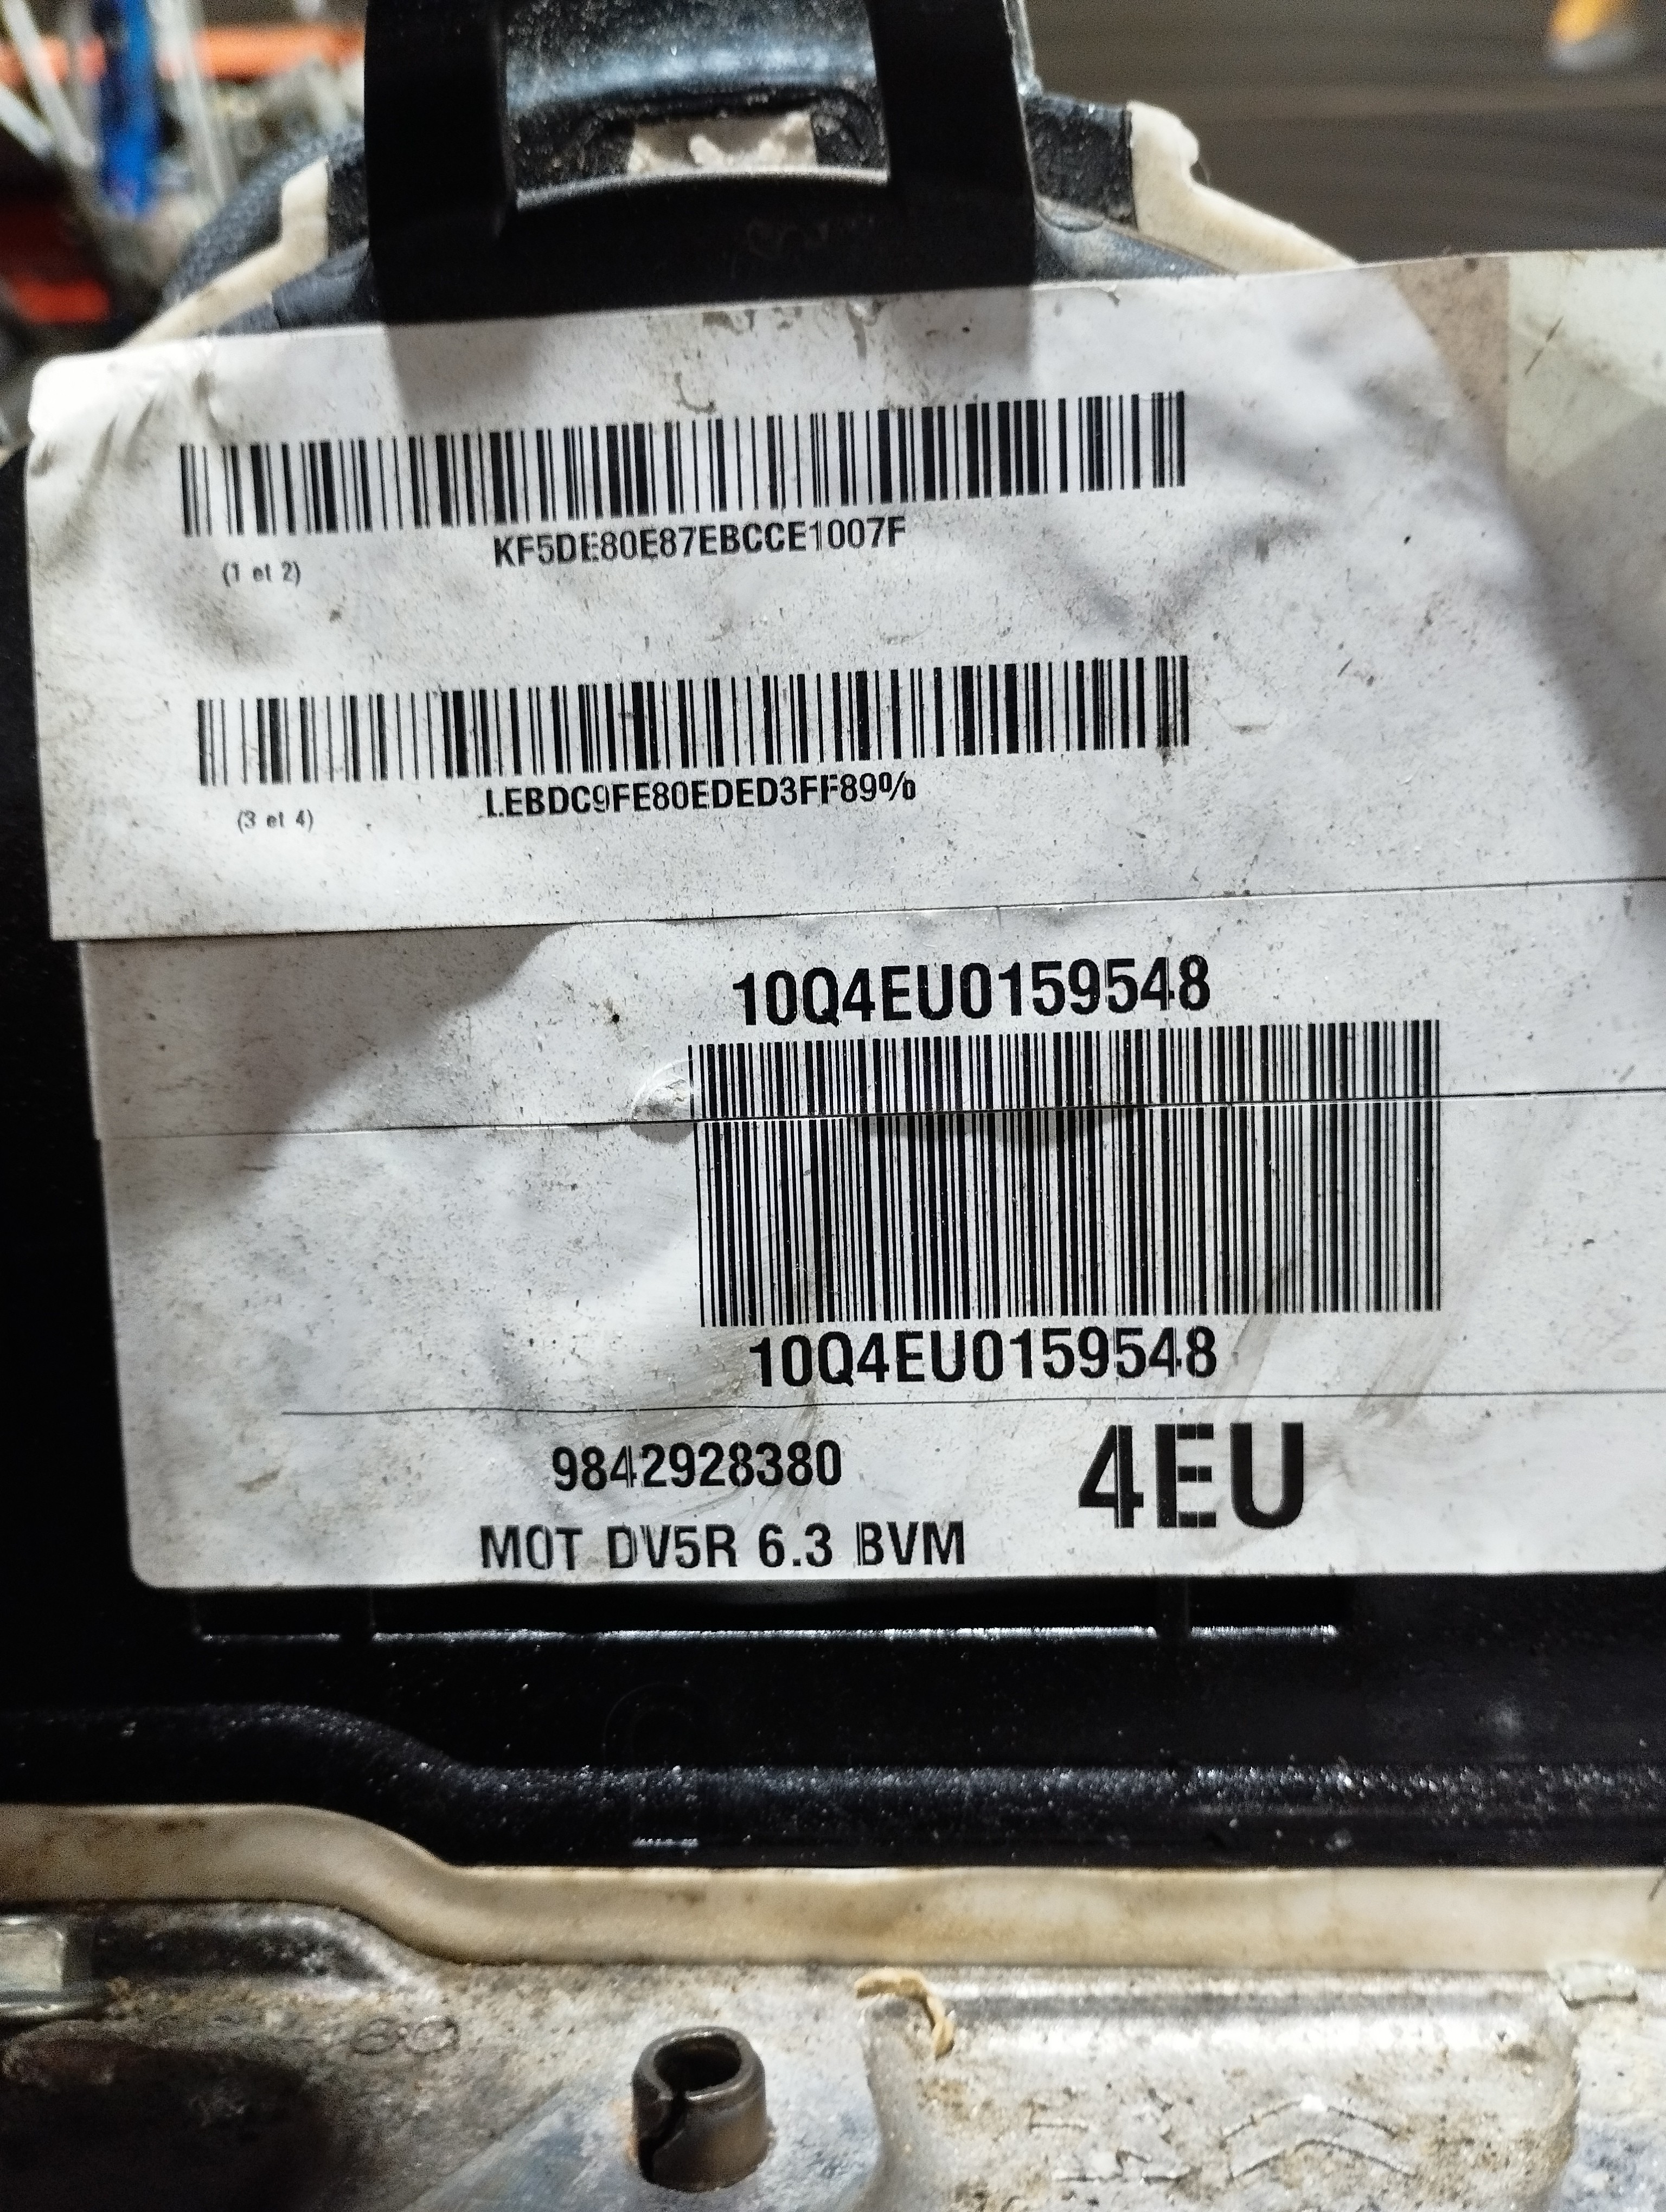 KF5DE80E87EBCCE1007F
(1 et 2)
LEBDC9FE80EDED3FF89%
(3 et 4)
10Q4EU0159548
10Q4EU0159548
9842928380
4EU
MOT DV5R 6.3 BVM